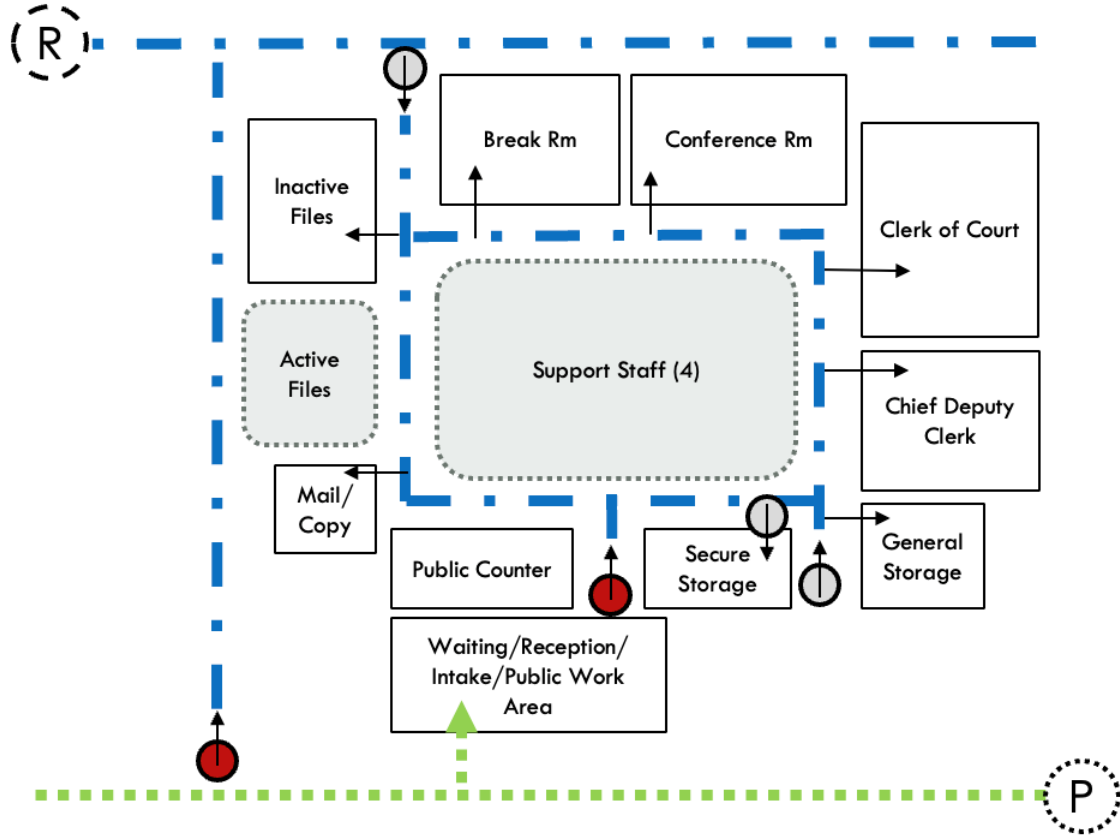 R
Break Rm
Conference Rm
Inactive
Files
Clerk of Court
Active
Files
Support Staff (4)
Chief Deputy
Clerk
Mail/
Copy
Public Counter
Secure
Storage
General
Storage
Waiting/Reception/
Intake/Public Work
Area
P